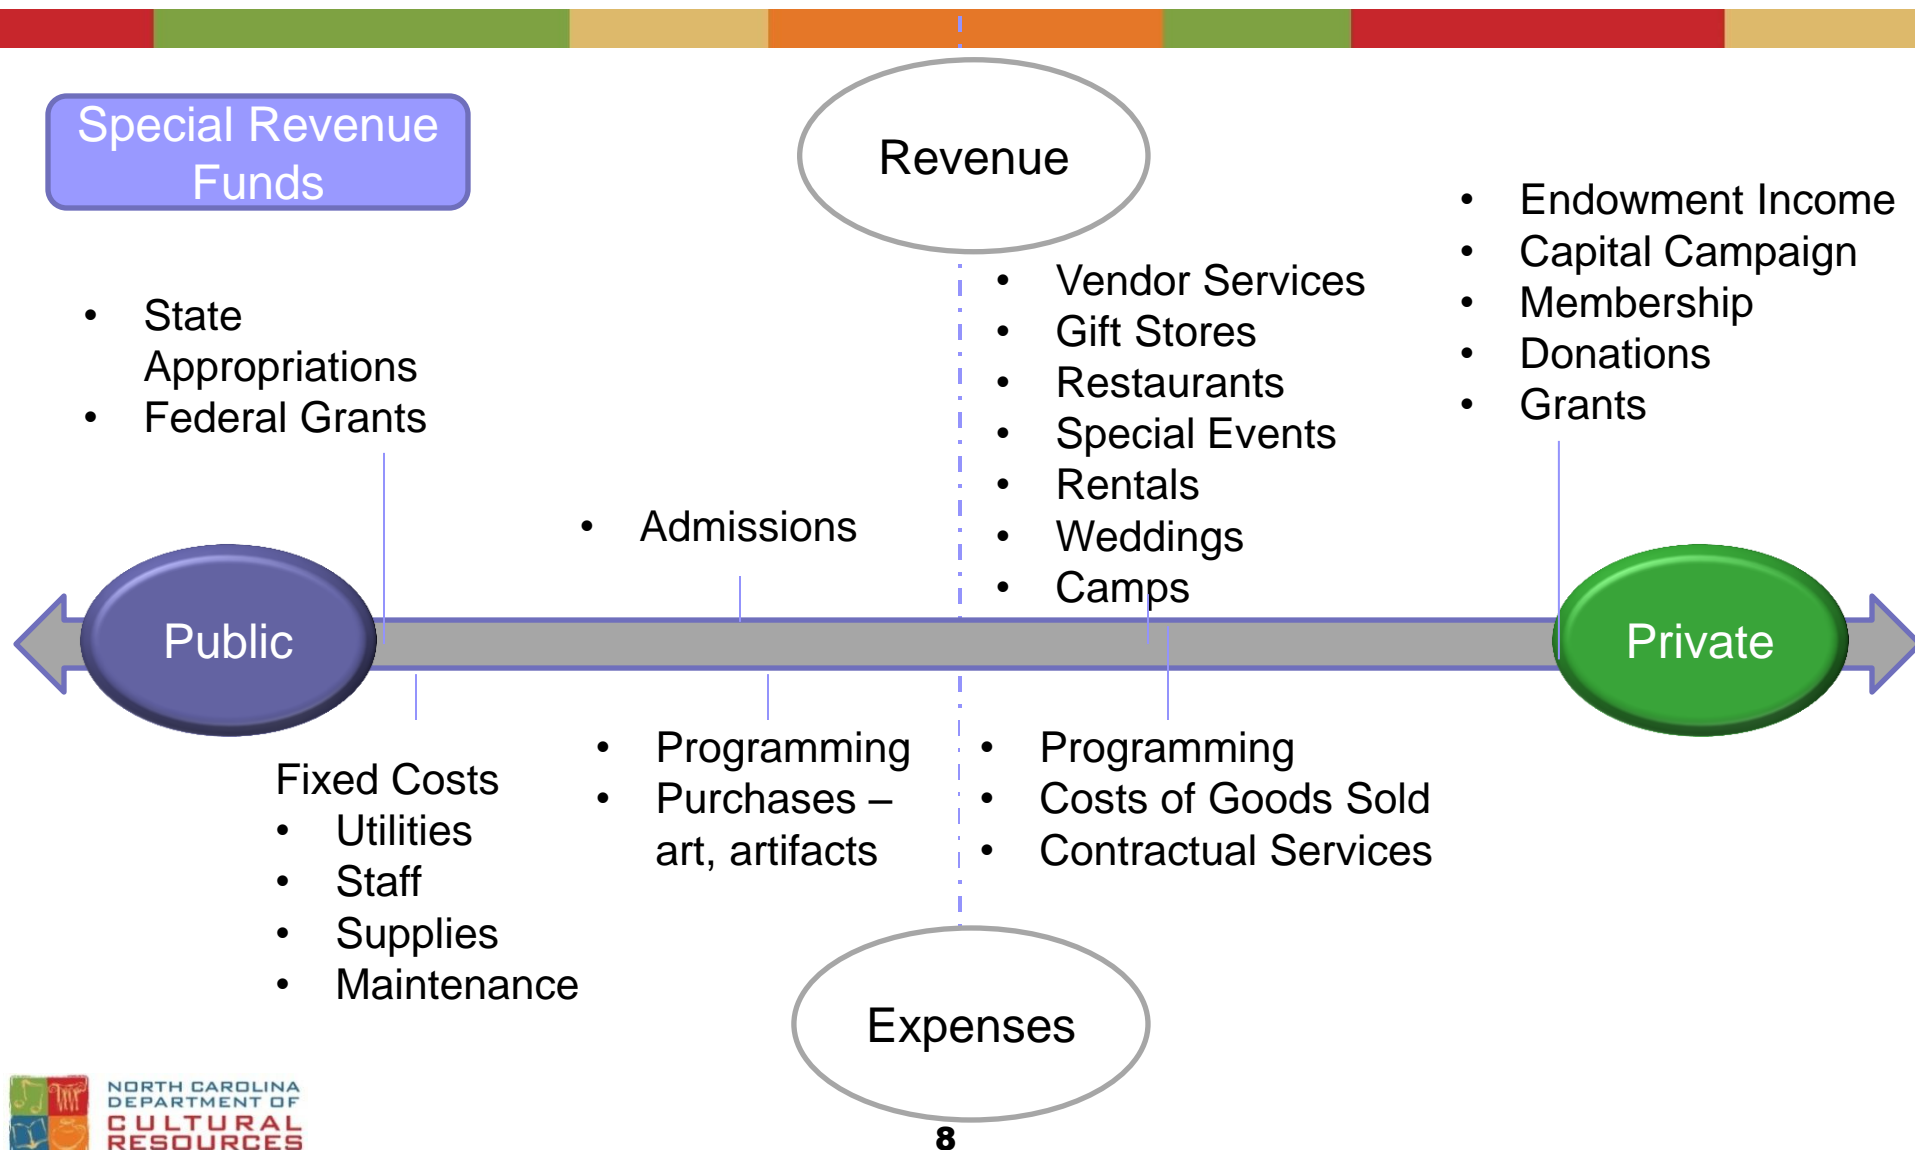 Special Revenue
Funds
Revenue
• State
Appropriations
• Federal Grants
• Admissions
• Vendor Services
• Gift Stores
• Restaurants
• Special Events
• Rentals
• Weddings
• Camps
• Endowment Income
• Capital Campaign
• Membership
• Donations
• Grants
Public
Private
Fixed Costs
• Utilities
• Staff
• Supplies
• Maintenance
• Programming
• Purchases –
art, artifacts
• Programming
• Costs of Goods Sold
• Contractual Services
Expenses
NORTH CAROLINA
DEPARTMENT OF
CULTURAL
RESOURCES
8